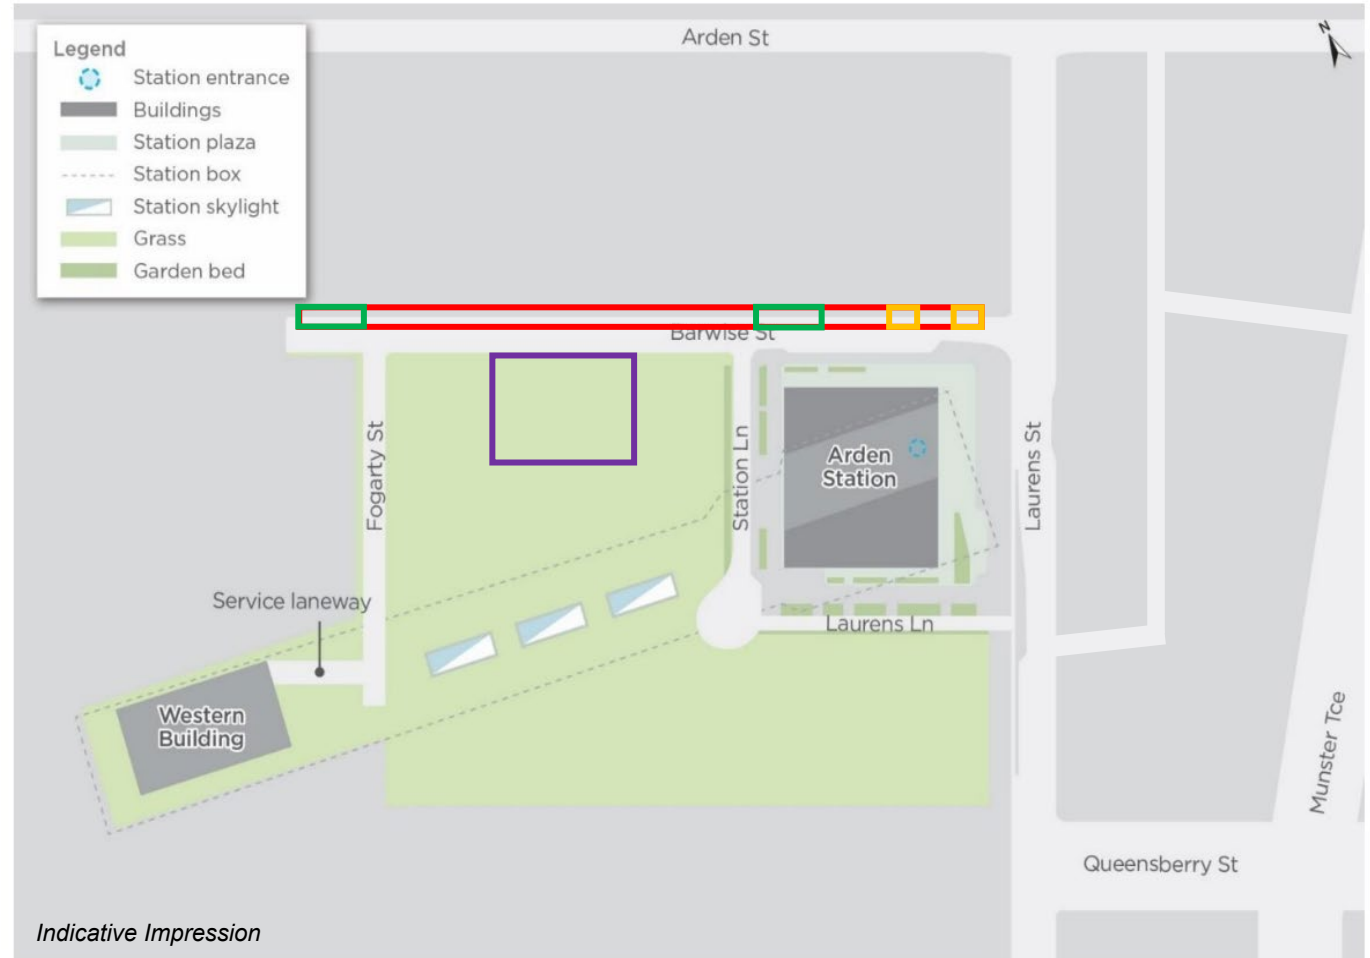 Arden St
N
Legend
Station entrance
Buildings
Station plaza
Station box
Station skylight
Grass
Garden bed
Barwise St
Fogarty St
Station Ln
Arden
Station
Laurens St
Service laneway
Laurens Ln
Western
Building
Munster Tce
Queensberry St
Indicative Impression